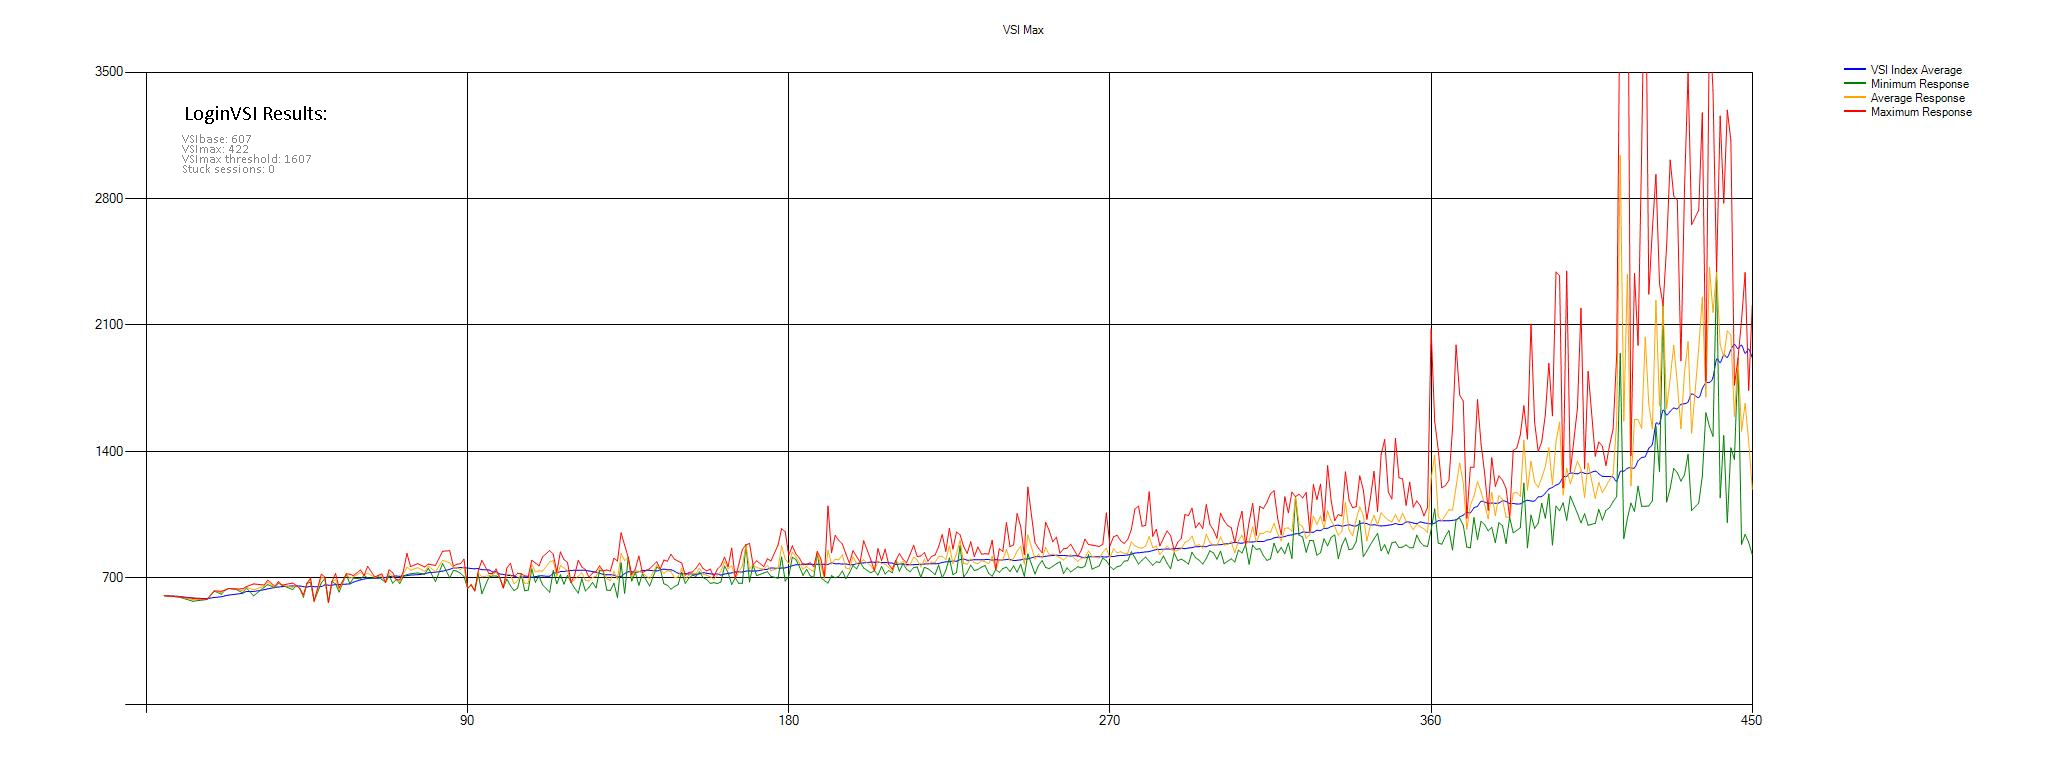 VSI Max
3500
2800
2100
1400
700
LoginVSI Results:
VSIbase: 607
VSImax: 422
VSImax threshold: 1607
Stuck sessions: 0
90
180
270
360
450
VSI Index Average
Minimum Response
Average Response
Maximum Response